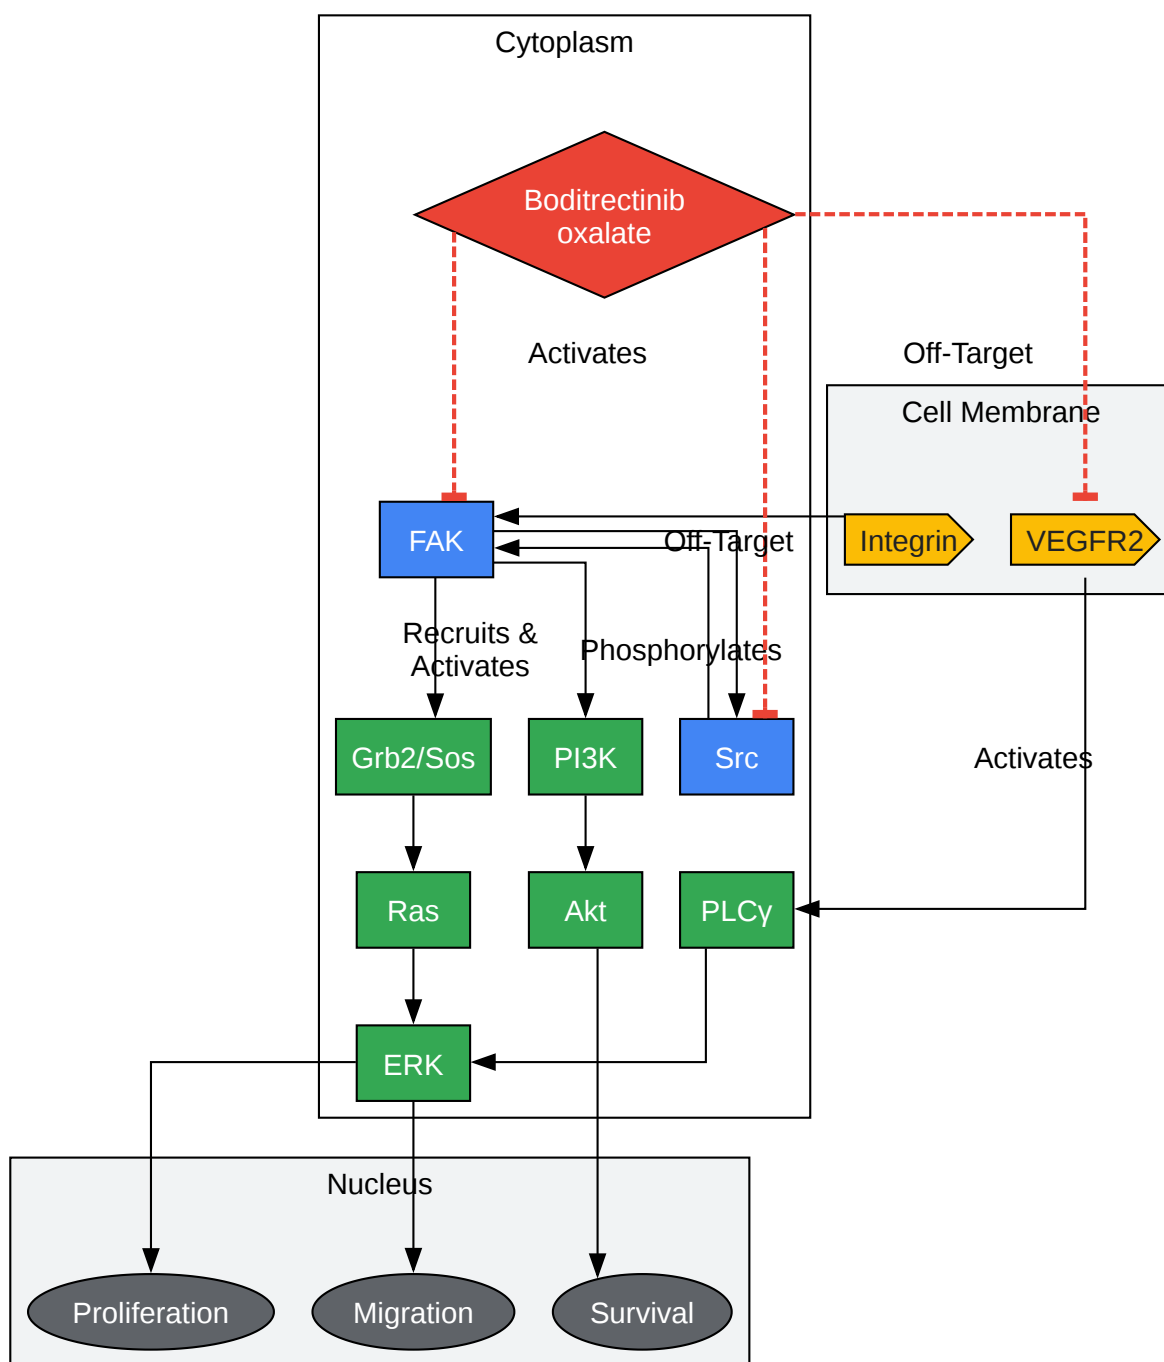 Cytoplasm
Boditrectinib
oxalate
Activates
Off-Target
Cell Membrane
FAK
Off-Target
Integrin
VEGFR2
Recruits &
Activates
Phosphorylates
Grb2/Sos
PI3K
Src
Activates
Ras
Akt
PLCγ
ERK
Nucleus
Proliferation
Migration
Survival